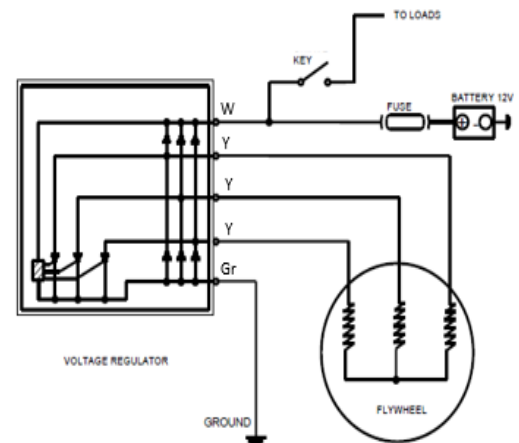 TO LOADS
KEY
W
FUSE
BATTERY 12V
+ -
Y
Y
Y
Gr
VOLTAGE REGULATOR
GROUND
FLYWHEEL